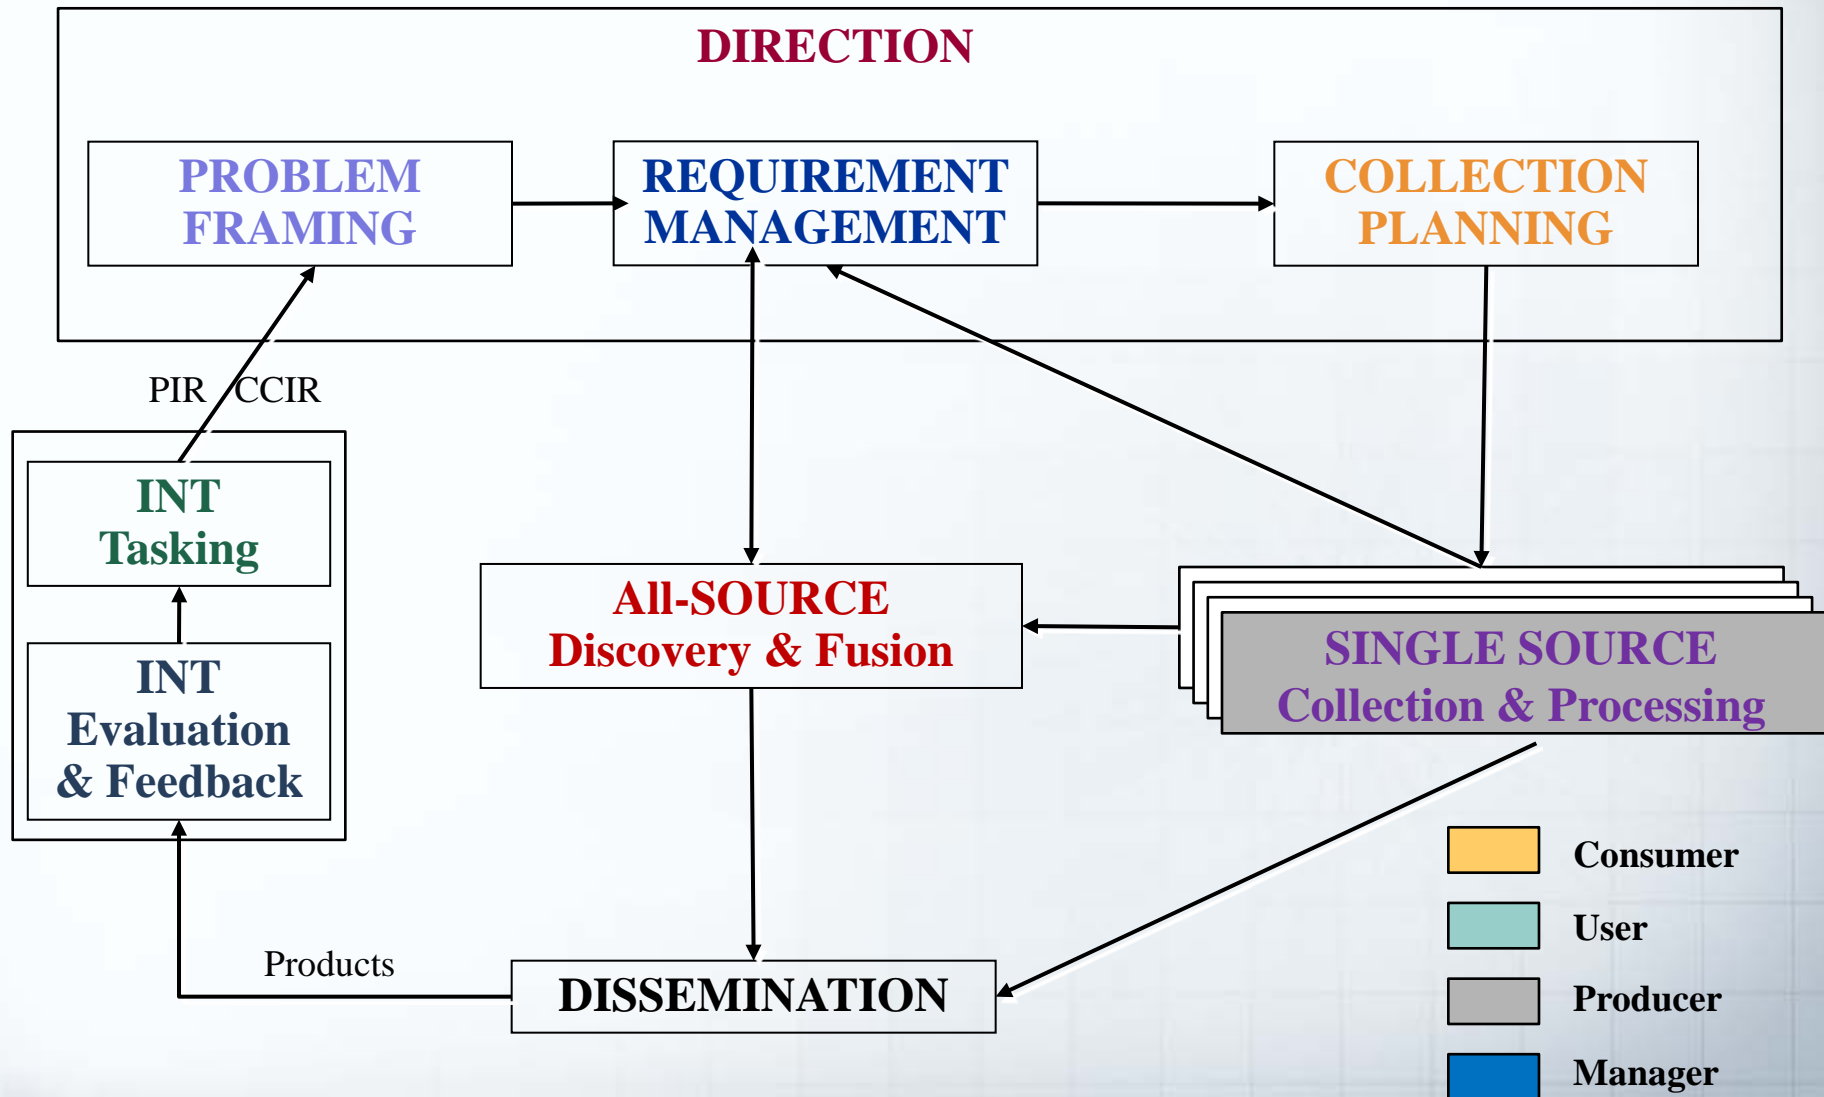 DIRECTION
PROBLEM
FRAMING
REQUIREMENT
MANAGEMENT
COLLECTION
PLANNING
PIR CCIR
INT
Tasking
INT
Evaluation
& Feedback
All-SOURCE
Discovery & Fusion
SINGLE SOURCE
Collection & Processing
Products
DISSEMINATION
Consumer
User
Producer
Manager